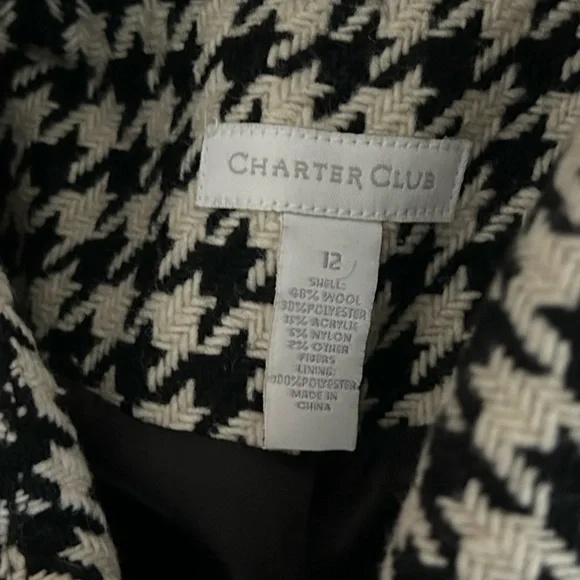 CHARTER CLUB
12
SHELL:
48% WOOL
30%POLYESTER
15% ACRYLIC
5% NYLON
2% OTHER
FIBERS
LINING:
100%POLYESTER
MADE IN
CHINA